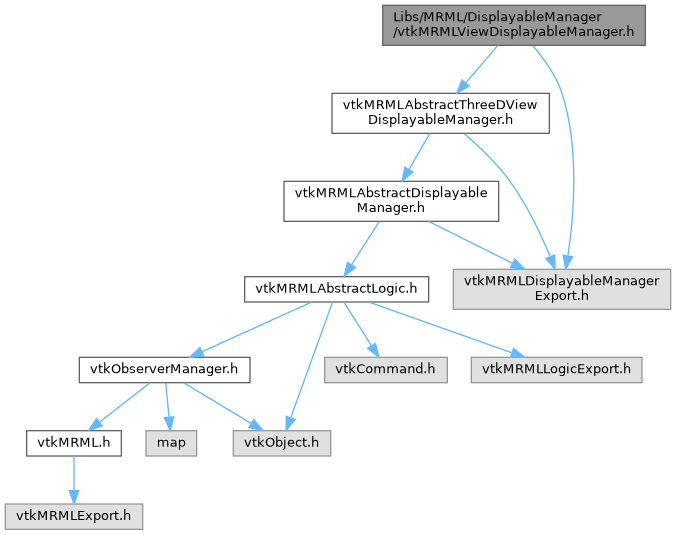 Libs/MRML/DisplayableManager
/vtkMRMLViewDisplayableManager.h
vtkMRMLAbstractThreeDView
DisplayableManager.h
vtkMRMLAbstractDisplayable
Manager.h
vtkMRMLDisplayableManager
Export.h
vtkMRMLAbstractLogic.h
vtkObserverManager.h
vtkCommand.h
vtkMRMLLogicExport.h
vtkMRML.h
map
vtkObject.h
vtkMRMLExport.h